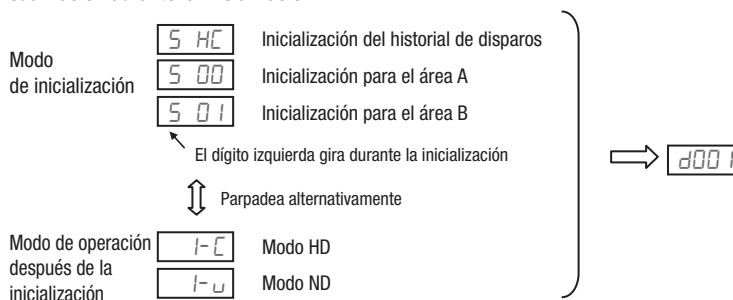 Modo
de inicialización
5 HC Inicialización del historial de disparos
5 00 Inicialización para el área A
5 01 Inicialización para el área B
El dígito izquierda gira durante la inicialización
d001
Parpadea alternativamente
Modo de operación
después de la
inicialización
I-C Modo HD
I-u Modo ND